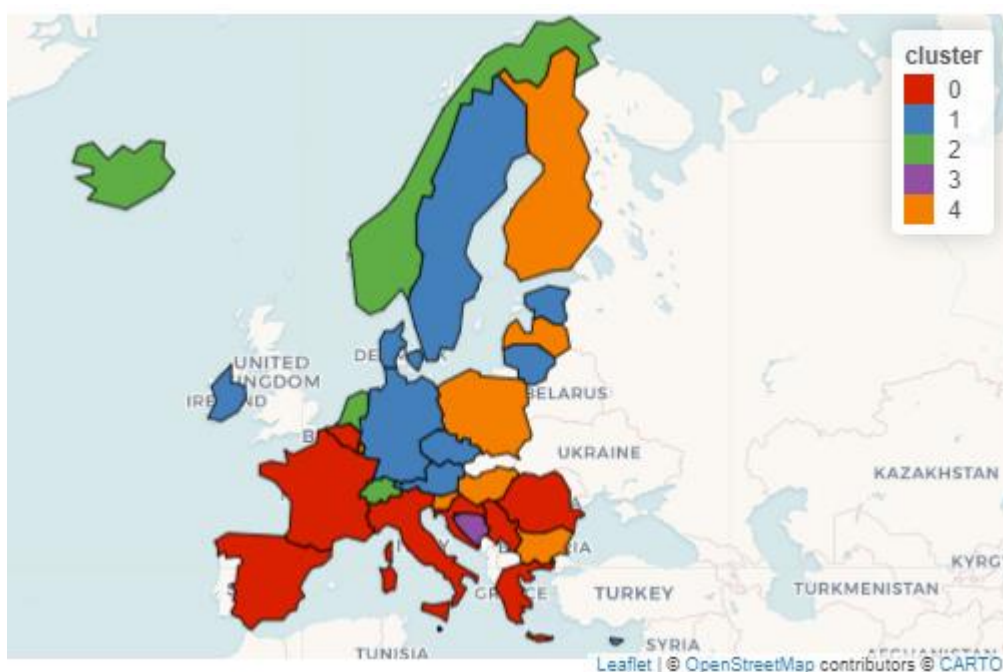 cluster
0
1
2
3
4
UNITED
NGDOM
IRELAND
BELARUS
UKRAINE
KAZAKHSTAN
TURKEY
TURKMENISTAN
SYRIA
TUNISIA
Leaflet | © OpenStreetMap contributors © CARTO